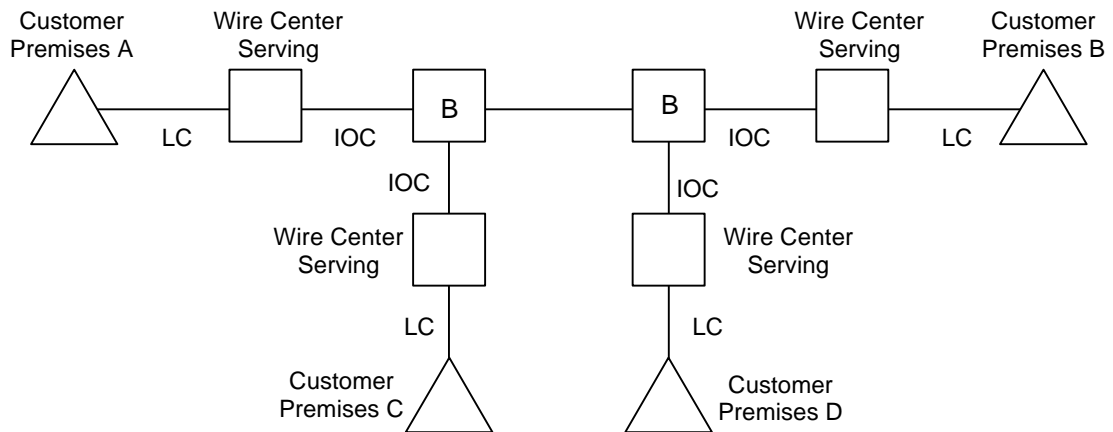 Customer
Premises A
Wire Center
Serving
Wire Center
Serving
Customer
Premises B
B
B
LC
IOC
IOC
LC
IOC
IOC
Wire Center
Serving
Wire Center
Serving
LC
LC
Customer
Premises C
Customer
Premises D